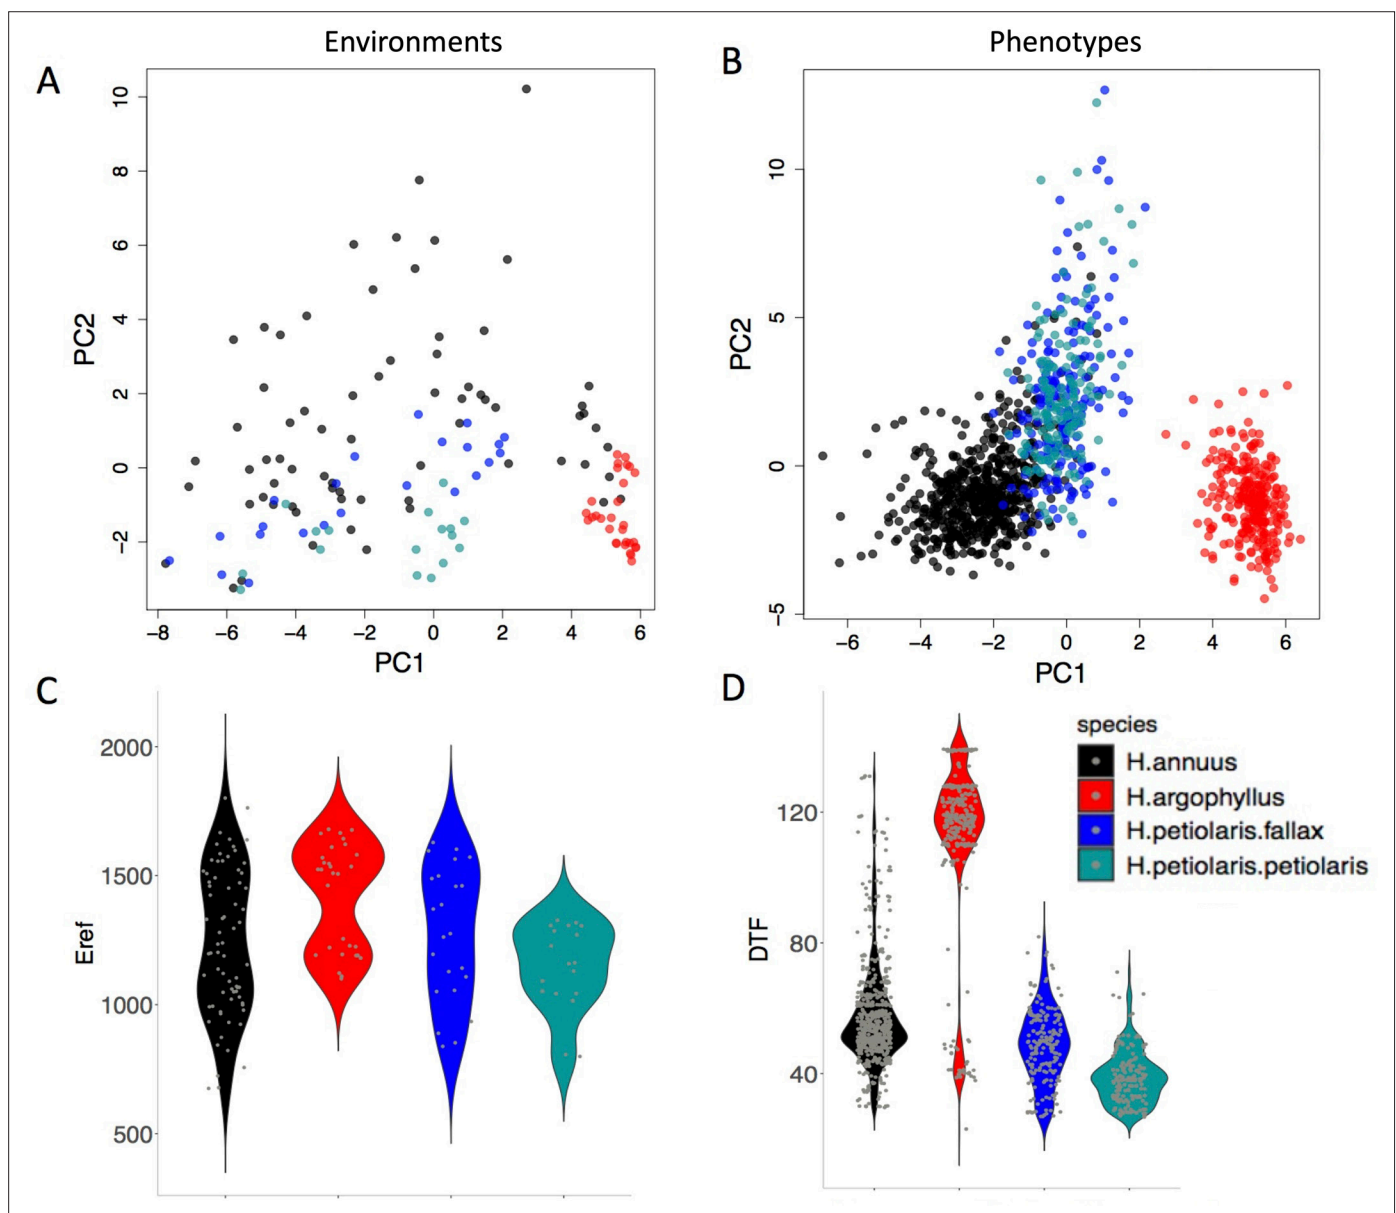 Environments
Phenotypes
A
B
10
8
6
4
2
0
−2
PC2
−8
−6
−4
−2
0
2
4
6
PC1
10
5
0
−5
PC2
−6
−4
−2
0
2
4
6
PC1
C
D
2000
1500
1000
500
Eref
120
80
40
DTF
species
H.annuus
H.argophyllus
H.petiolaris.fallax
H.petiolaris.petiolaris